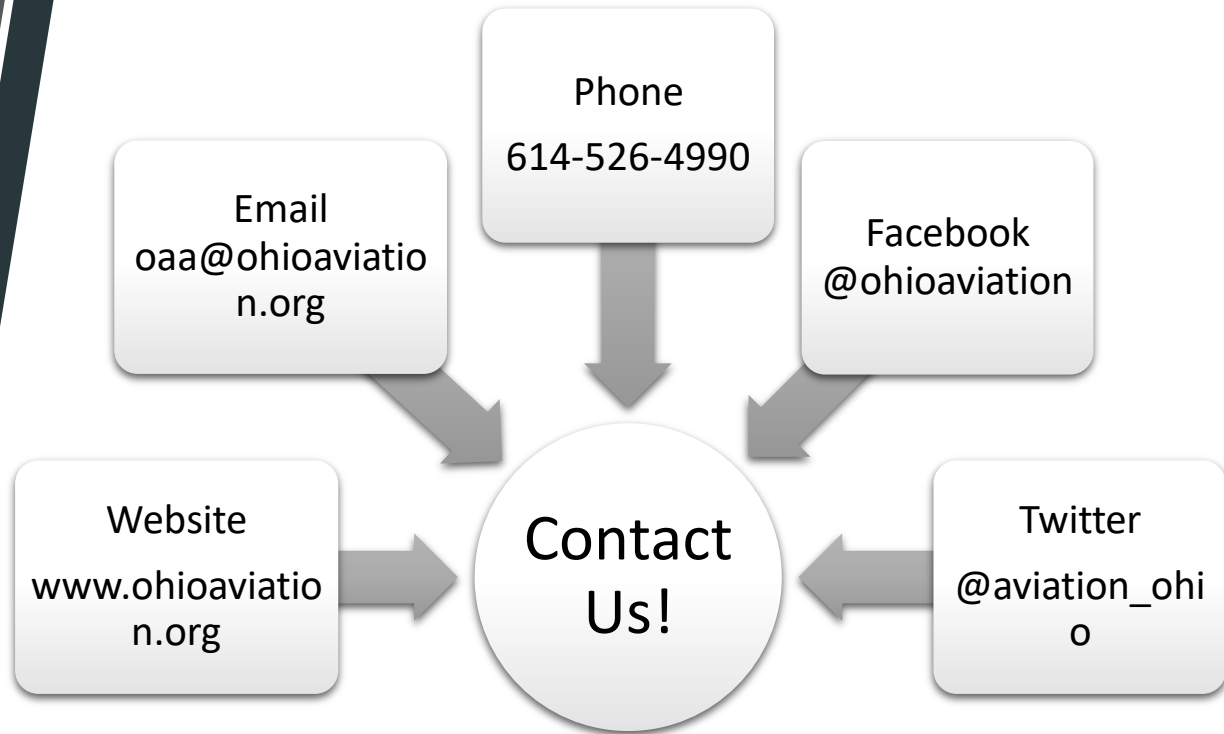 Phone
614-526-4990
Email
oaa@ohioaviatio
n.org
Facebook
@ohioaviation
Website
www.ohioaviatio
n.org
Contact
Us!
Twitter
@aviation_ohi
o